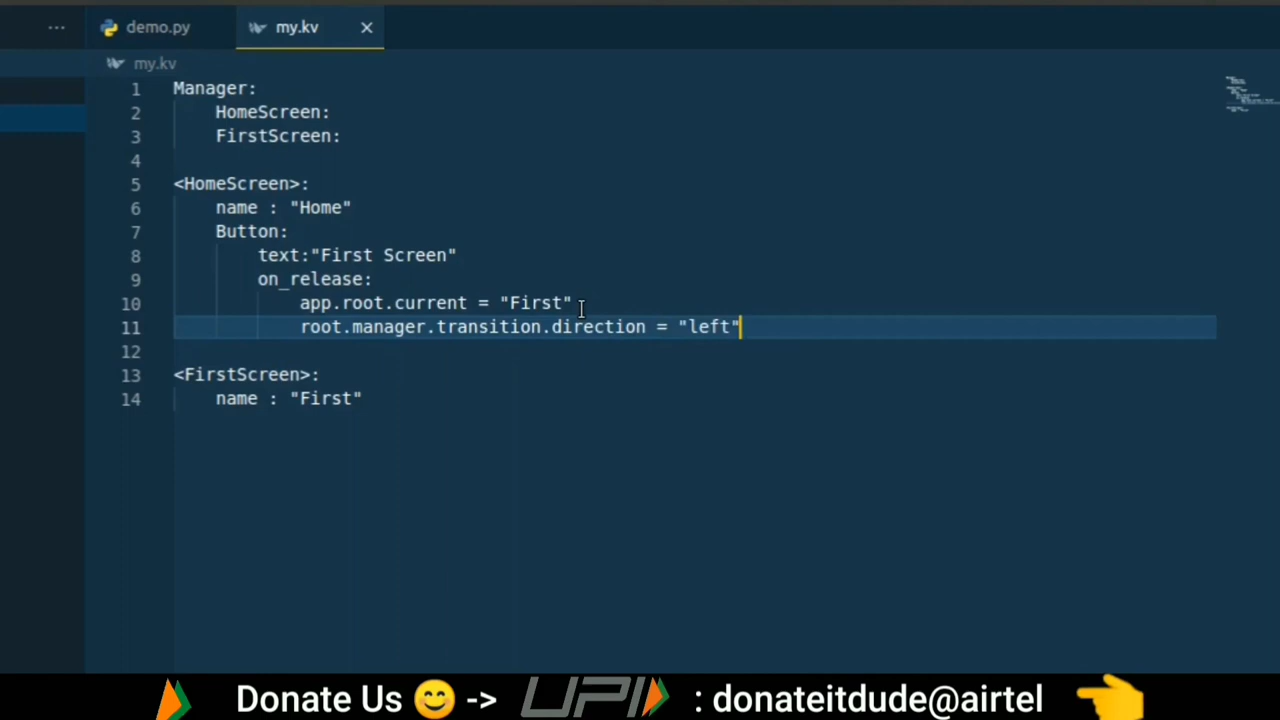 ··· demo.py my.kv ×
my.kv
1 Manager:
2     HomeScreen:
3     FirstScreen:
4
5 <HomeScreen>:
6     name : "Home"
7     Button:
8         text:"First Screen"
9         on_release:
10             app.root.current = "First"
11             root.manager.transition.direction = "left"
12
13 <FirstScreen>:
14     name : "First"
Donate Us 😊 -> UPI : donateitdude@airtel 👈